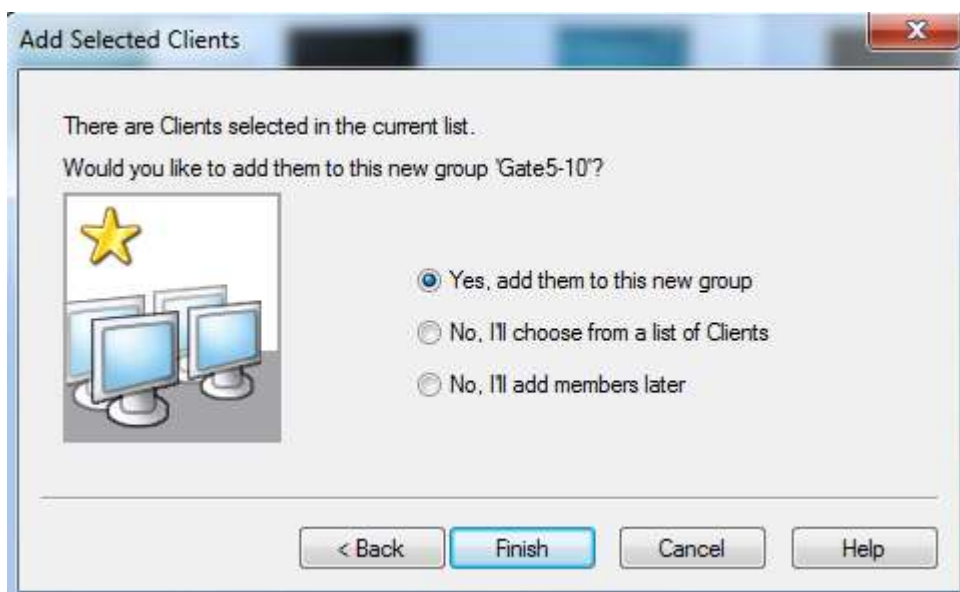 Add Selected Clients
There are Clients selected in the current list.
Would you like to add them to this new group 'Gate5-10'?
Yes, add them to this new group
No, I'll choose from a list of Clients
No, I'll add members later
< Back
Finish
Cancel
Help